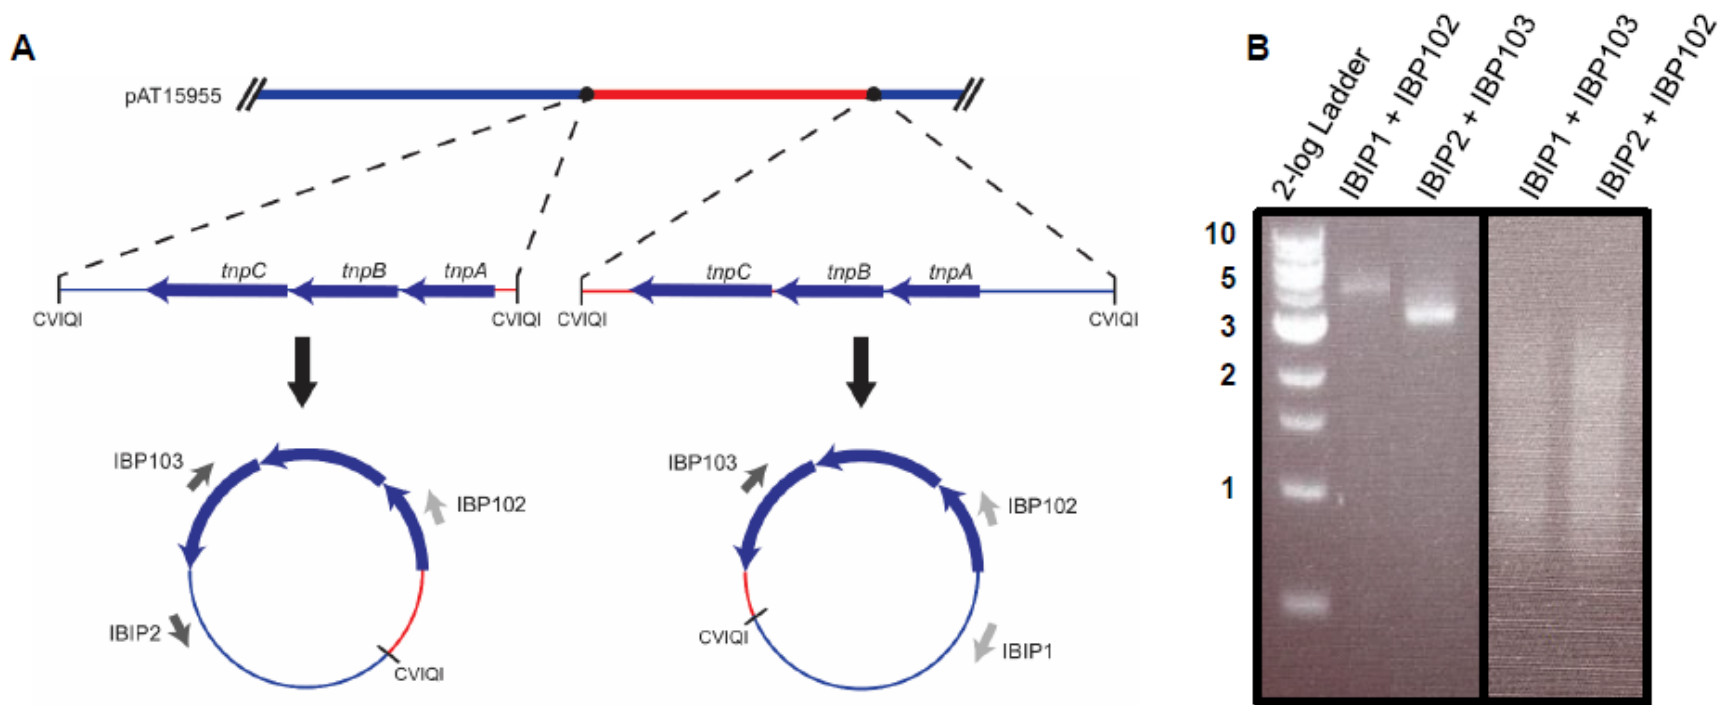 A
pAT15955
tnpC tnpB tnpA
tnpC tnpB tnpA
CVIQI CVIQI CVIQI CVIQI
IBP103
IBP102
IBIP2
CVIQI
IBP103
IBP102
CVIQI
IBIP1
B
2-log Ladder
IBIP1 + IBP102
IBIP2 + IBP103
IBIP1 + IBP103
IBIP2 + IBP102
10
5
3
2
1